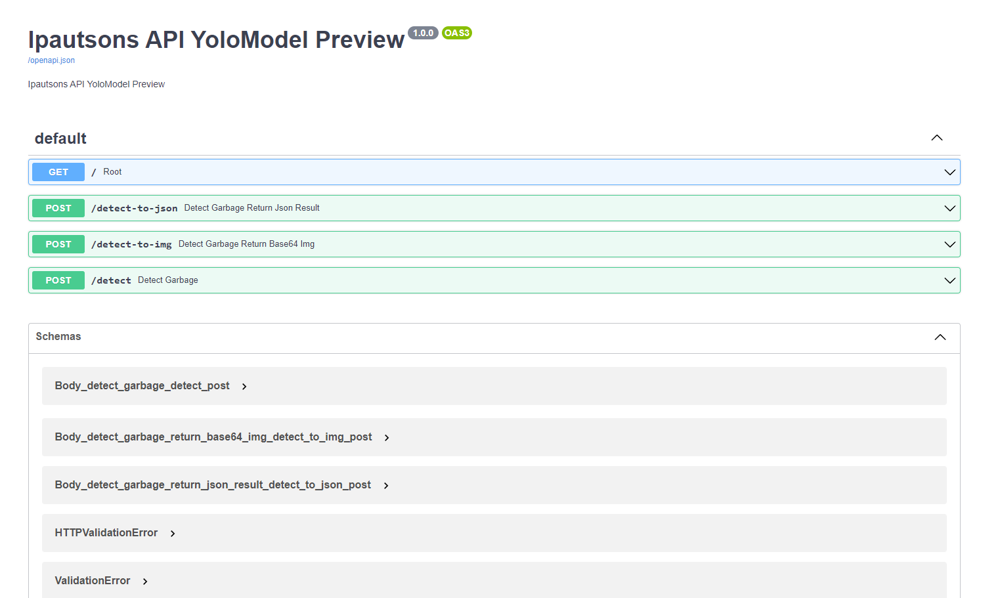 Ipautsons API YoloModel Preview 1.0.0 OAS3
/openapi.json
Ipautsons API YoloModel Preview
default
GET / Root
POST /detect-to-json Detect Garbage Return Json Result
POST /detect-to-img Detect Garbage Return Base64 Img
POST /detect Detect Garbage
Schemas
Body_detect_garbage_detect_post
Body_detect_garbage_return_base64_img_detect_to_img_post
Body_detect_garbage_return_json_result_detect_to_json_post
HTTPValidationError
ValidationError